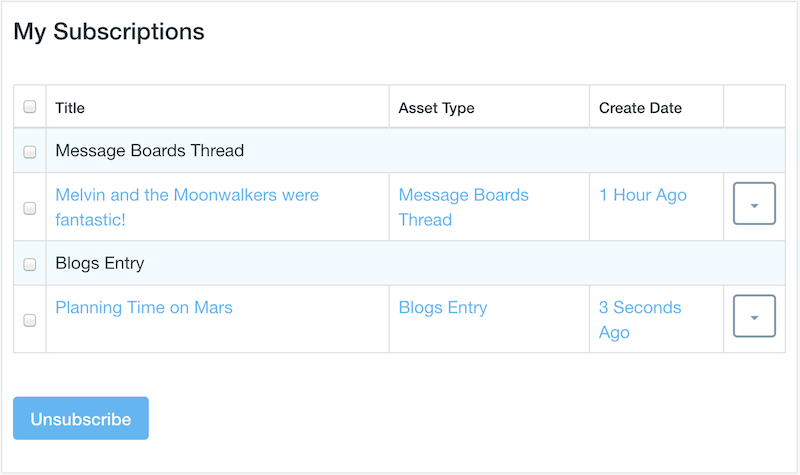 My Subscriptions
Title Asset Type Create Date
Message Boards Thread
Melvin and the Moonwalkers were Message Boards 1 Hour Ago
fantastic! Thread
Blogs Entry
Planning Time on Mars Blogs Entry 3 Seconds
Ago
Unsubscribe